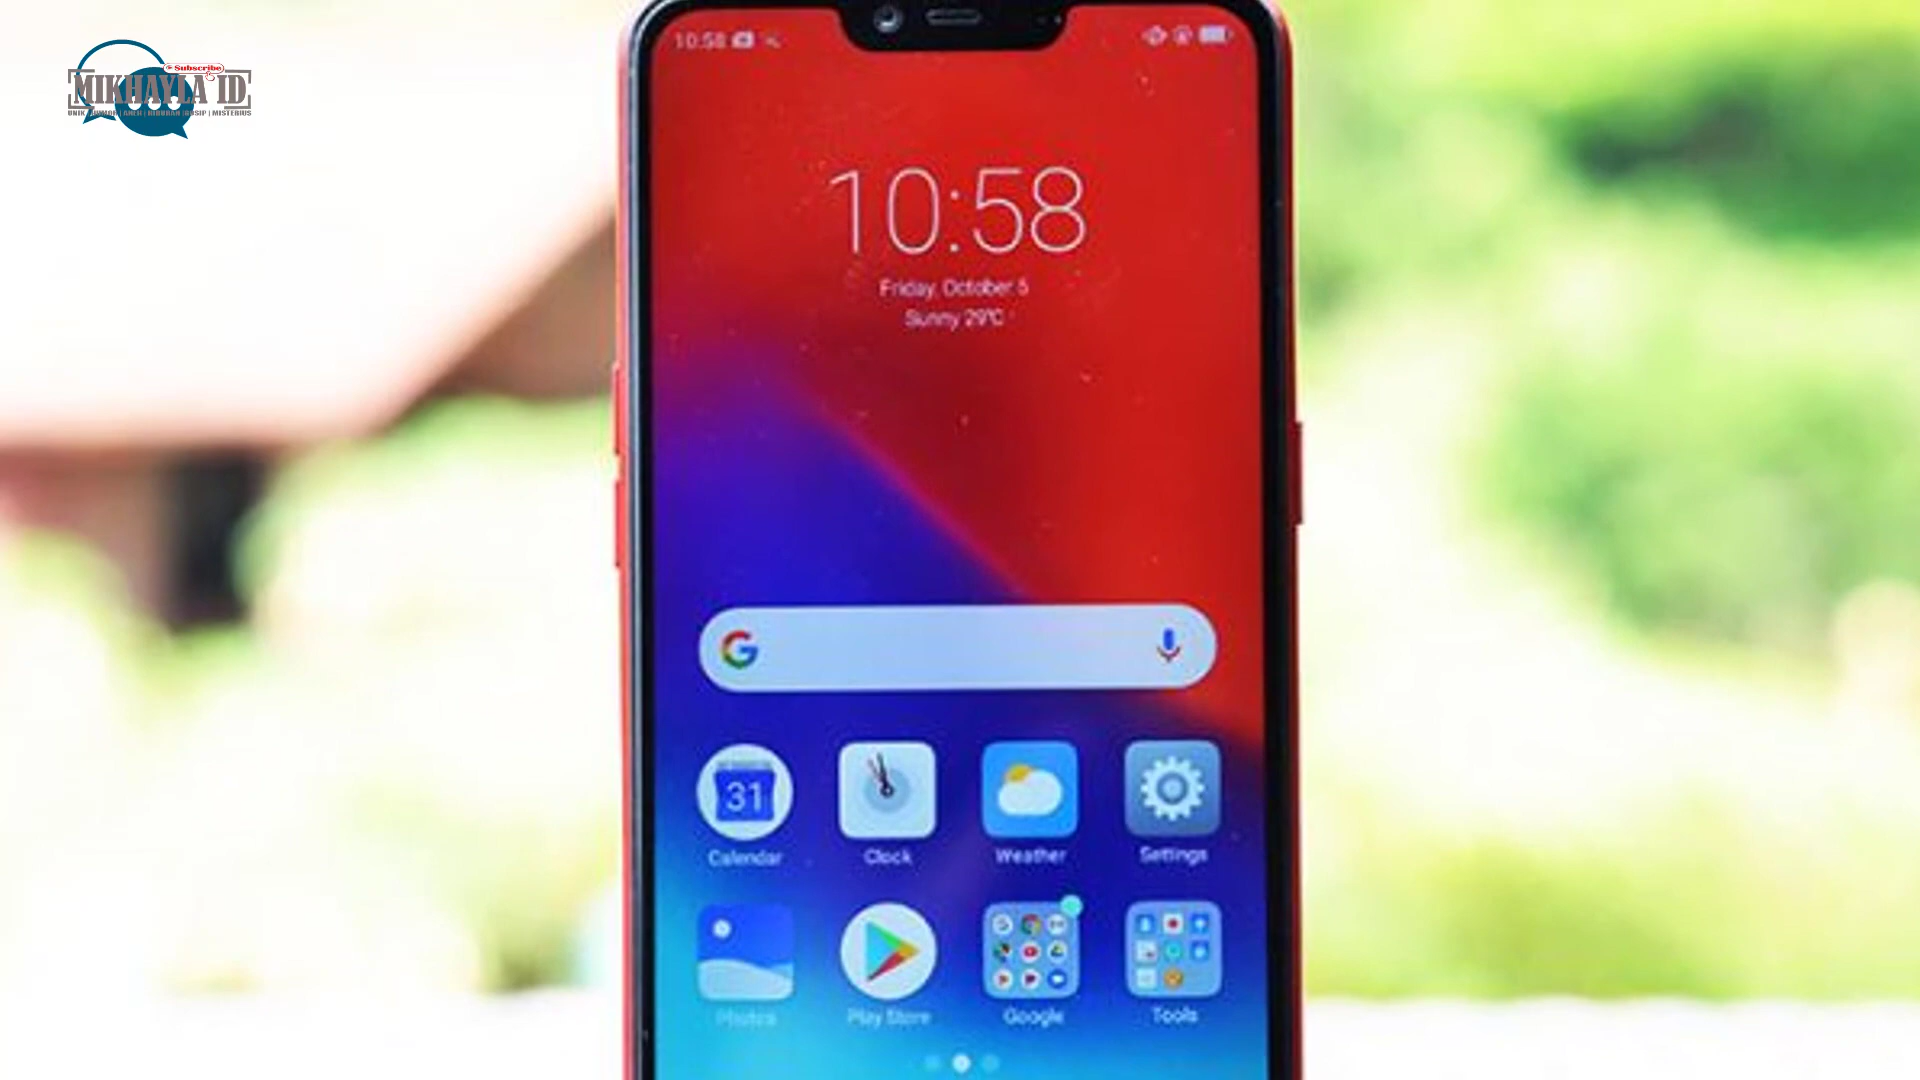 Subscribe
MIKHAYLA ID
10:58
10:58
Friday, October 5
Sunny 29°C
31
Calendar
Clock
Weather
Settings
Photos
Play Store
Google
Tools